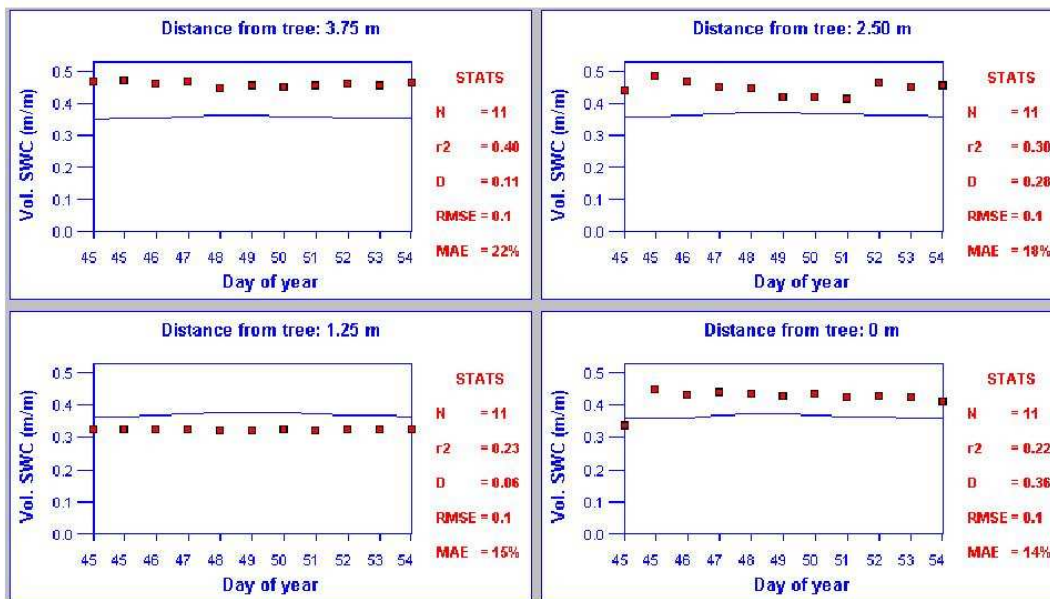 Distance from tree: 3.75 m
Vol. SWC (m/m)
0.5
0.4
0.3
0.2
0.1
0.0
45 45 46 47 48 49 50 51 52 53 54
Day of year
STATS
N = 11
r2 = 0.40
D = 0.11
RMSE = 0.1
MAE = 22%
Distance from tree: 2.50 m
Vol. SWC (m/m)
0.5
0.4
0.3
0.2
0.1
0.0
45 45 46 47 48 49 50 51 52 53 54
Day of year
STATS
N = 11
r2 = 0.30
D = 0.28
RMSE = 0.1
MAE = 18%
Distance from tree: 1.25 m
Vol. SWC (m/m)
0.5
0.4
0.3
0.2
0.1
0.0
45 45 46 47 48 49 50 51 52 53 54
Day of year
STATS
N = 11
r2 = 0.23
D = 0.06
RMSE = 0.1
MAE = 15%
Distance from tree: 0 m
Vol. SWC (m/m)
0.5
0.4
0.3
0.2
0.1
0.0
45 45 46 47 48 49 50 51 52 53 54
Day of year
STATS
N = 11
r2 = 0.22
D = 0.36
RMSE = 0.1
MAE = 14%